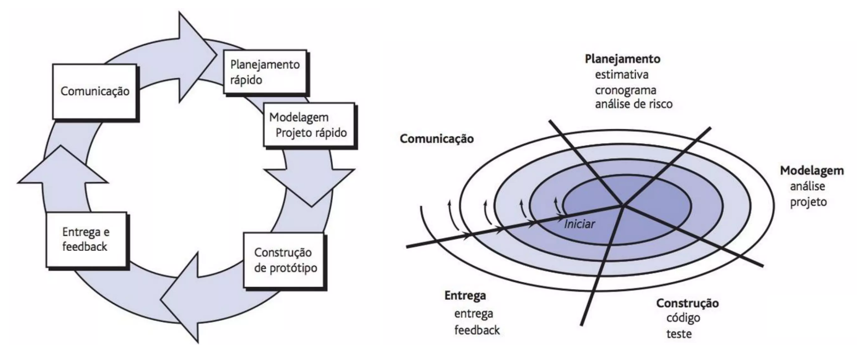 Comunicação
Planejamento
rápido
Modelagem
Projeto rápido
Construção
de protótipo
Entrega e
feedback
Planejamento
estimativa
cronograma
análise de risco
Comunicação
Modelagem
análise
projeto
Iniciar
Construção
código
teste
Entrega
entrega
feedback